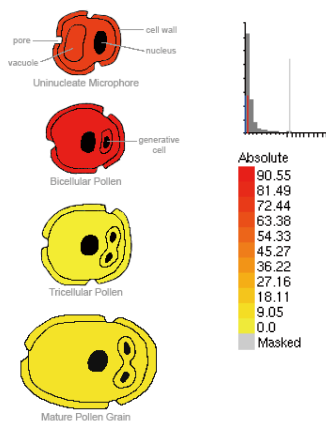 cell wall
pore
nucleus
vacuole
Uninucleate Microphore
generative
cell
Bicellular Pollen
Tricellular Pollen
Mature Pollen Grain
Absolute
90.55
81.49
72.44
63.38
54.33
45.27
36.22
27.16
18.11
9.05
0.0
Masked